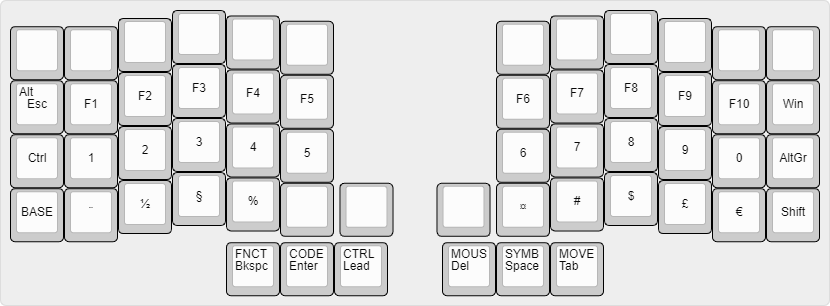 Alt
Esc F1 F2 F3 F4 F5 F6 F7 F8 F9 F10 Win
Ctrl 1 2 3 4 5 6 7 8 9 0 AltGr
BASE ¨ ½ § % ¤ # $ £ € Shift
FNCT CODE CTRL MOUS SYMB MOVE
Bkspc Enter Lead Del Space Tab